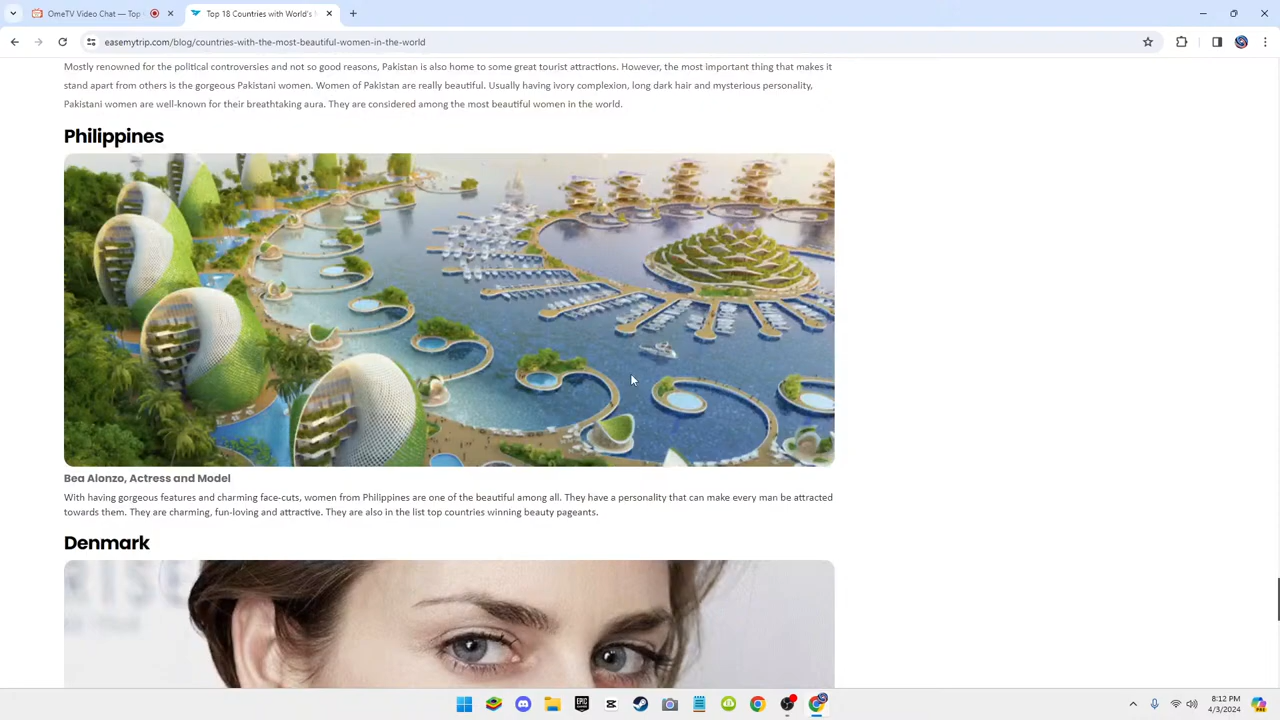 OmeTV Video Chat — Top
Top 18 Countries with World's
easemytrip.com/blog/countries-with-the-most-beautiful-women-in-the-world
Mostly renowned for the political controversies and not so good reasons, Pakistan is also home to some great tourist attractions. However, the most important thing that makes it
stand apart from others is the gorgeous Pakistani women. Women of Pakistan are really beautiful. Usually having ivory complexion, long dark hair and mysterious personality,
Pakistani women are well-known for their breathtaking aura. They are considered among the most beautiful women in the world.
Philippines
Bea Alonzo, Actress and Model
With having gorgeous features and charming face-cuts, women from Philippines are one of the beautiful among all. They have a personality that can make every man be attracted
towards them. They are charming, fun-loving and attractive. They are also in the list top countries winning beauty pageants.
Denmark
EPIC
8:12 PM
4/3/2024